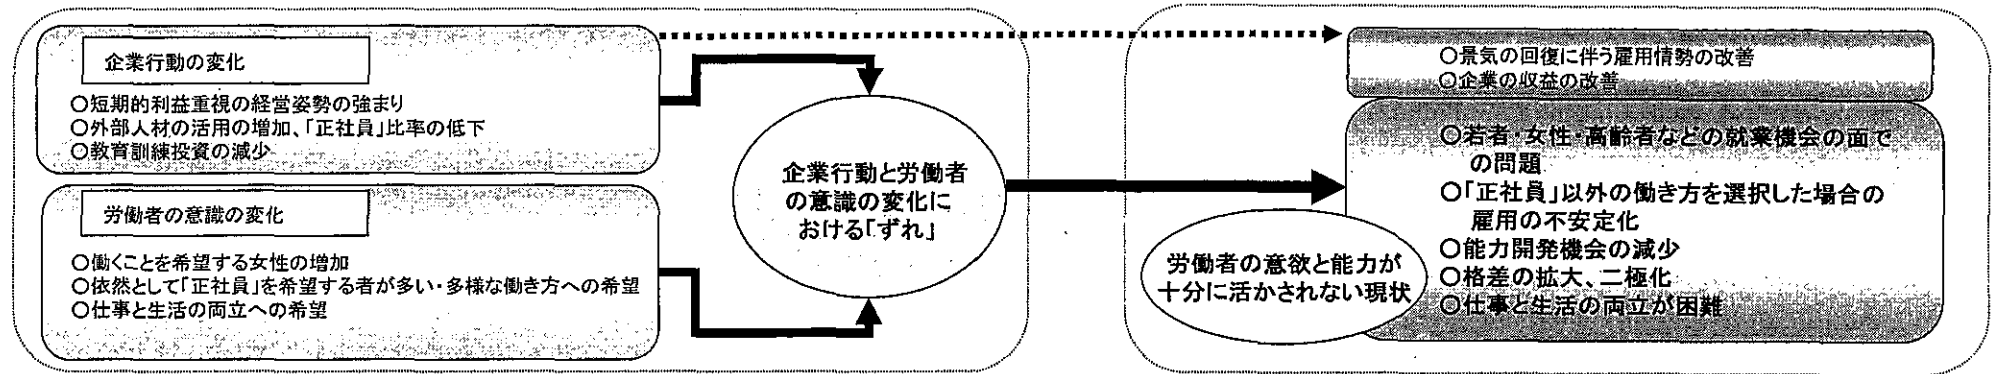 企業行動の変化
○短期的利益重視の経営姿勢の強まり
○外部人材の活用の増加、「正社員」比率の低下
○教育訓練投資の減少
労働者の意識の変化
○働くことを希望する女性の増加
○依然として「正社員」を希望する者が多い・多様な働き方への希望
○仕事と生活の両立への希望
企業行動と労働者
の意識の変化に
おける「ずれ」
労働者の意欲と能力が
十分に活かされない現状
○景気の回復に伴う雇用情勢の改善
○企業の収益の改善
○若者・女性・高齢者などの就業機会の面で
の問題
○「正社員」以外の働き方を選択した場合の
雇用の不安定化
○能力開発機会の減少
○格差の拡大、二極化
○仕事と生活の両立が困難